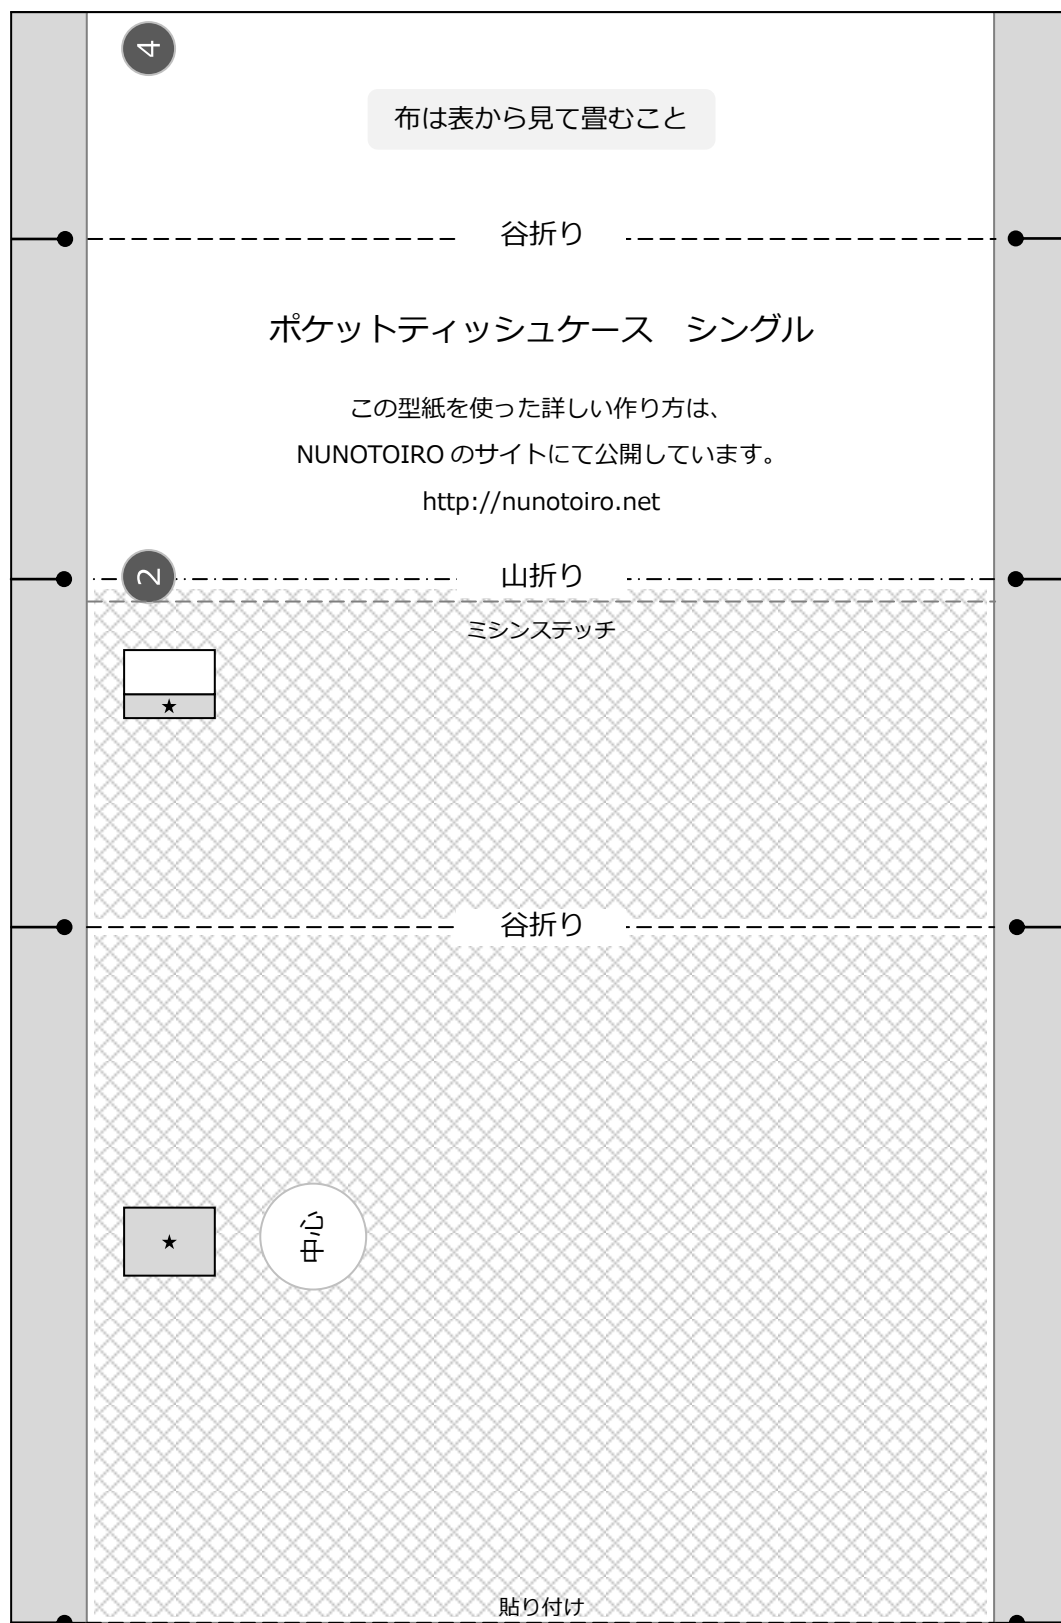 4
布は表から見て畳むこと
谷折り
ポケットティッシュケース　シングル
この型紙を使った詳しい作り方は、
NUNOTOIRO のサイトにて公開しています。
http://nunotoiro.net
2
山折り
ミシンステッチ
★
谷折り
★
中心
貼り付け